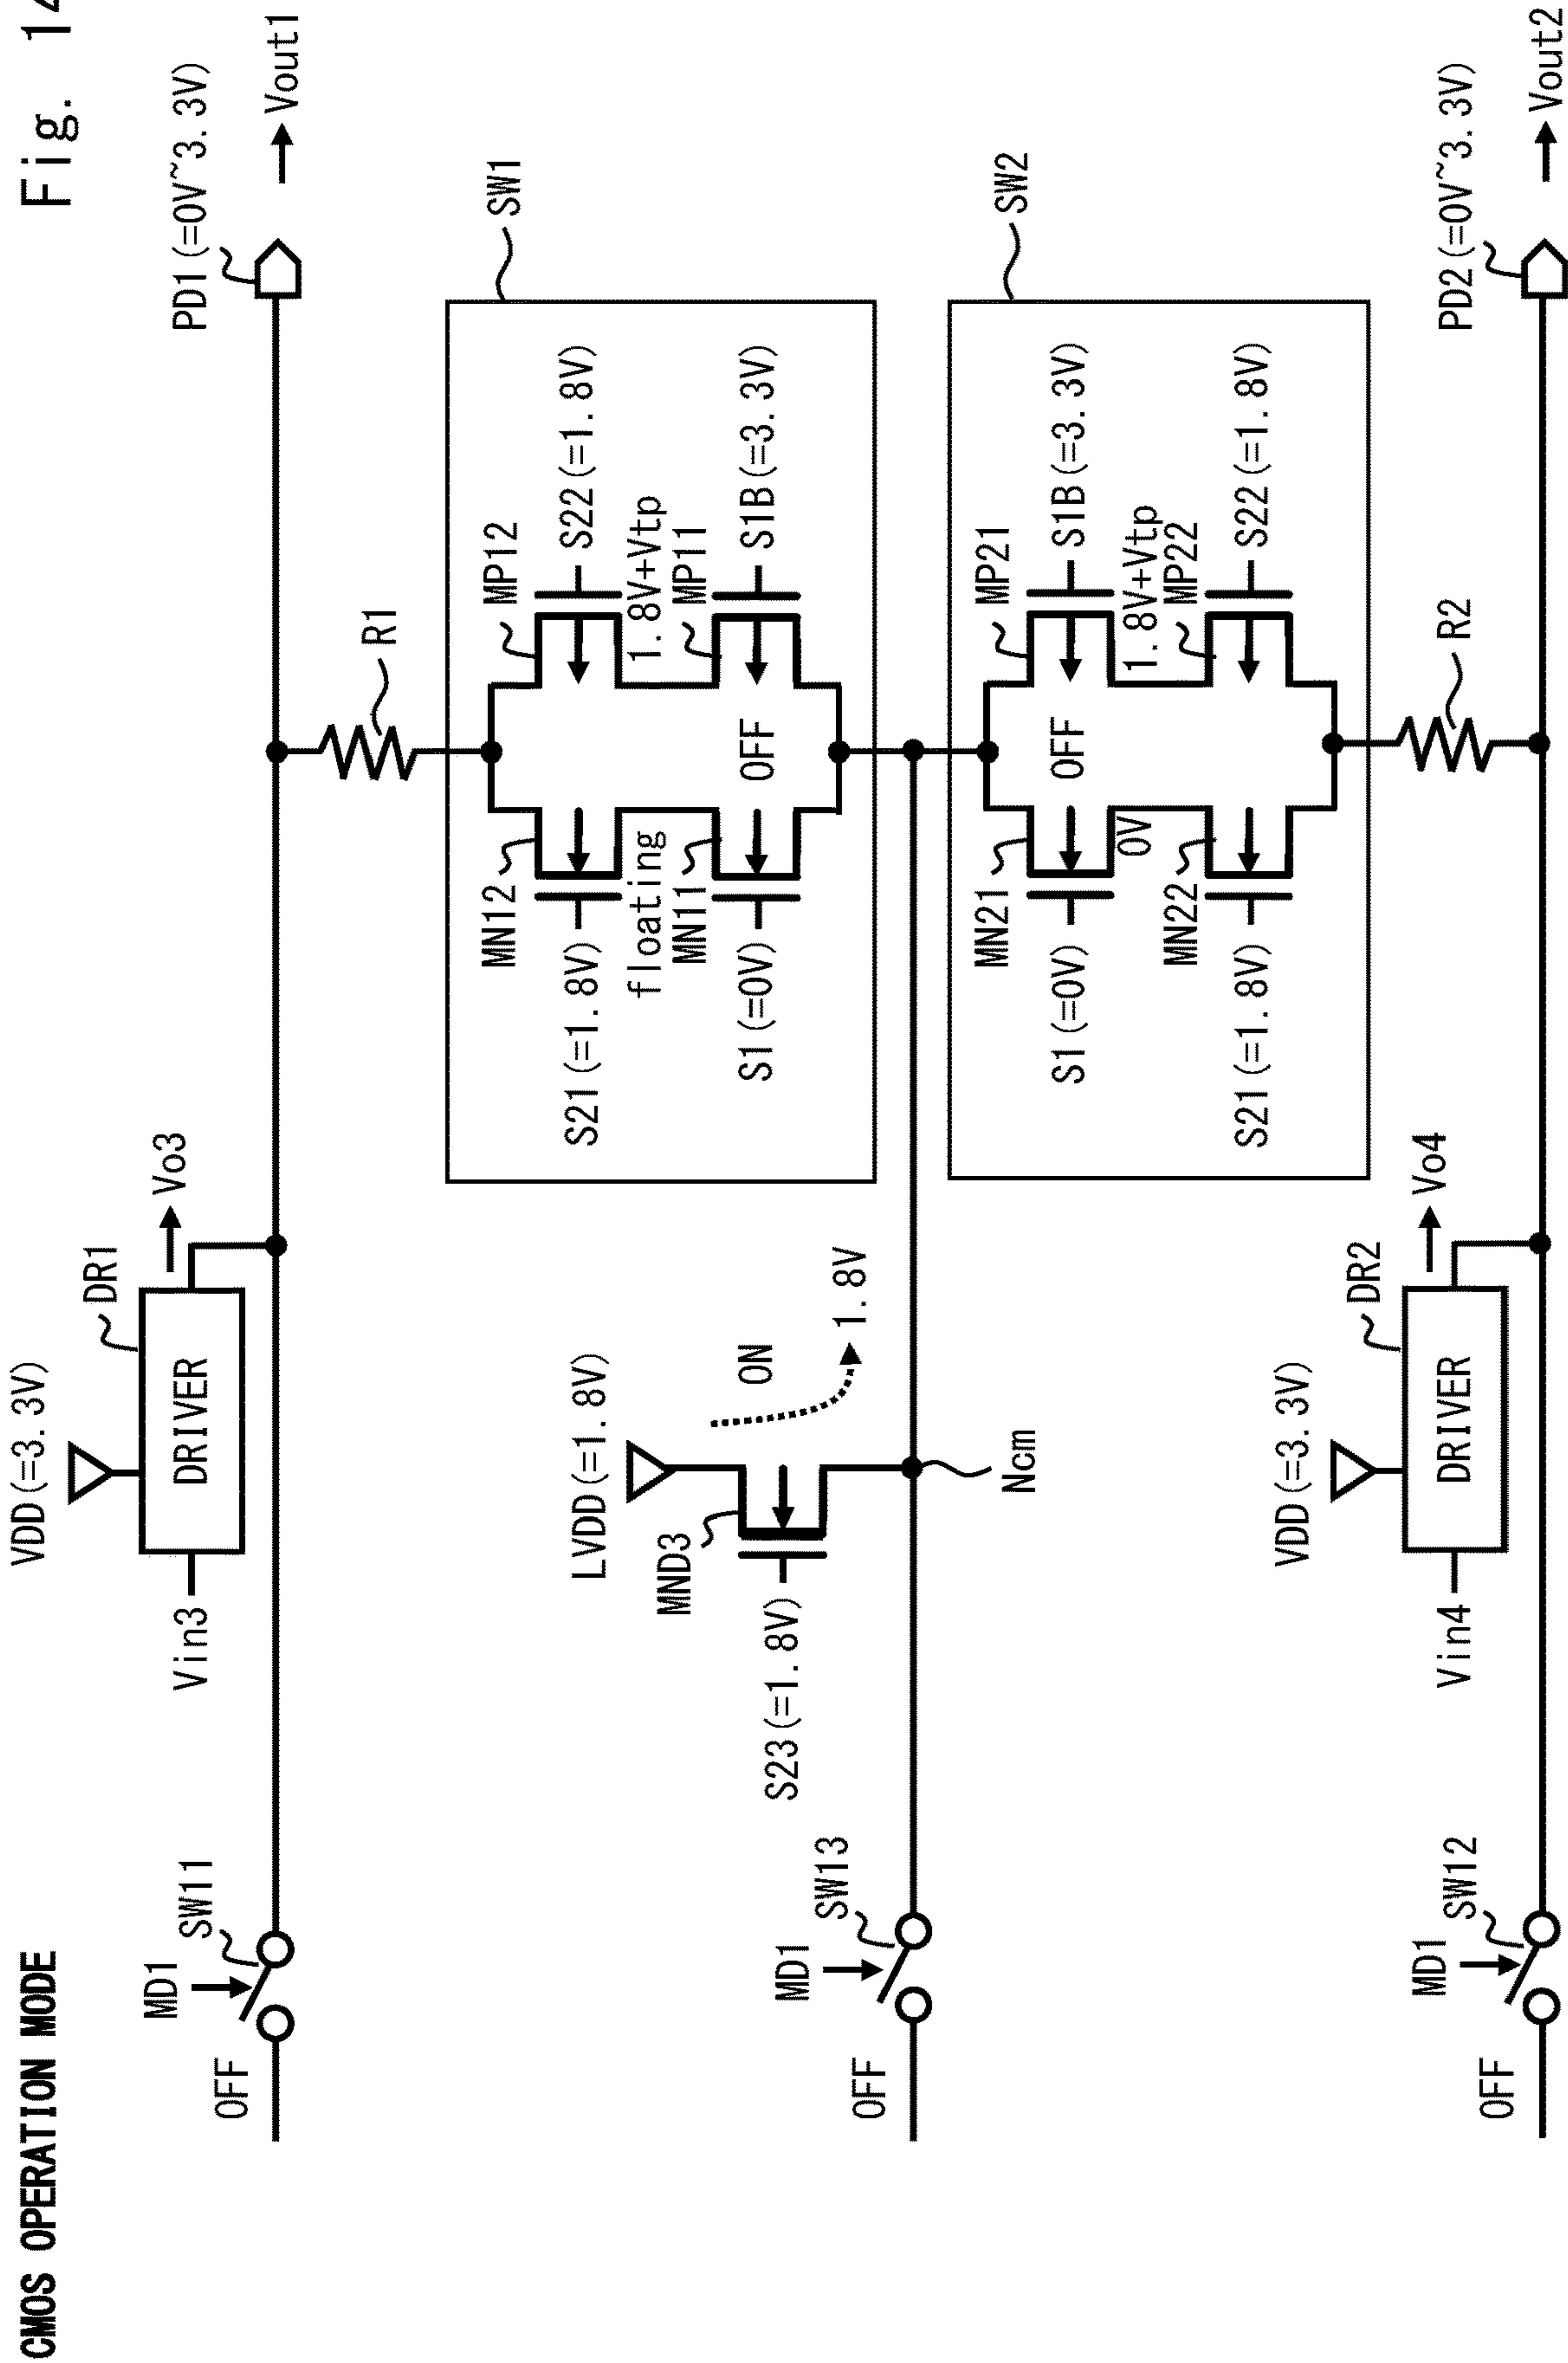 Fig. 14
CMOS OPERATION MODE
VDD(=3.3V)
DR1
DRIVER
Vin3
Vo3
PD1(=0V~3.3V)
Vout1
MD1
SW11
OFF
R1
SW1
MN12
MP12
S21(=1.8V)
S22(=1.8V)
floating
1.8V+Vtp
MN11
MP11
OFF
S1(=0V)
S1B(=3.3V)
LVDD(=1.8V)
MND3
ON
S23(=1.8V)
1.8V
MD1
SW13
OFF
Ncm
SW2
MN21
MP21
S1(=0V)
OFF
S1B(=3.3V)
0V
1.8V+Vtp
MN22
MP22
S21(=1.8V)
S22(=1.8V)
R2
VDD(=3.3V)
DR2
DRIVER
Vin4
Vo4
PD2(=0V~3.3V)
Vout2
MD1
SW12
OFF